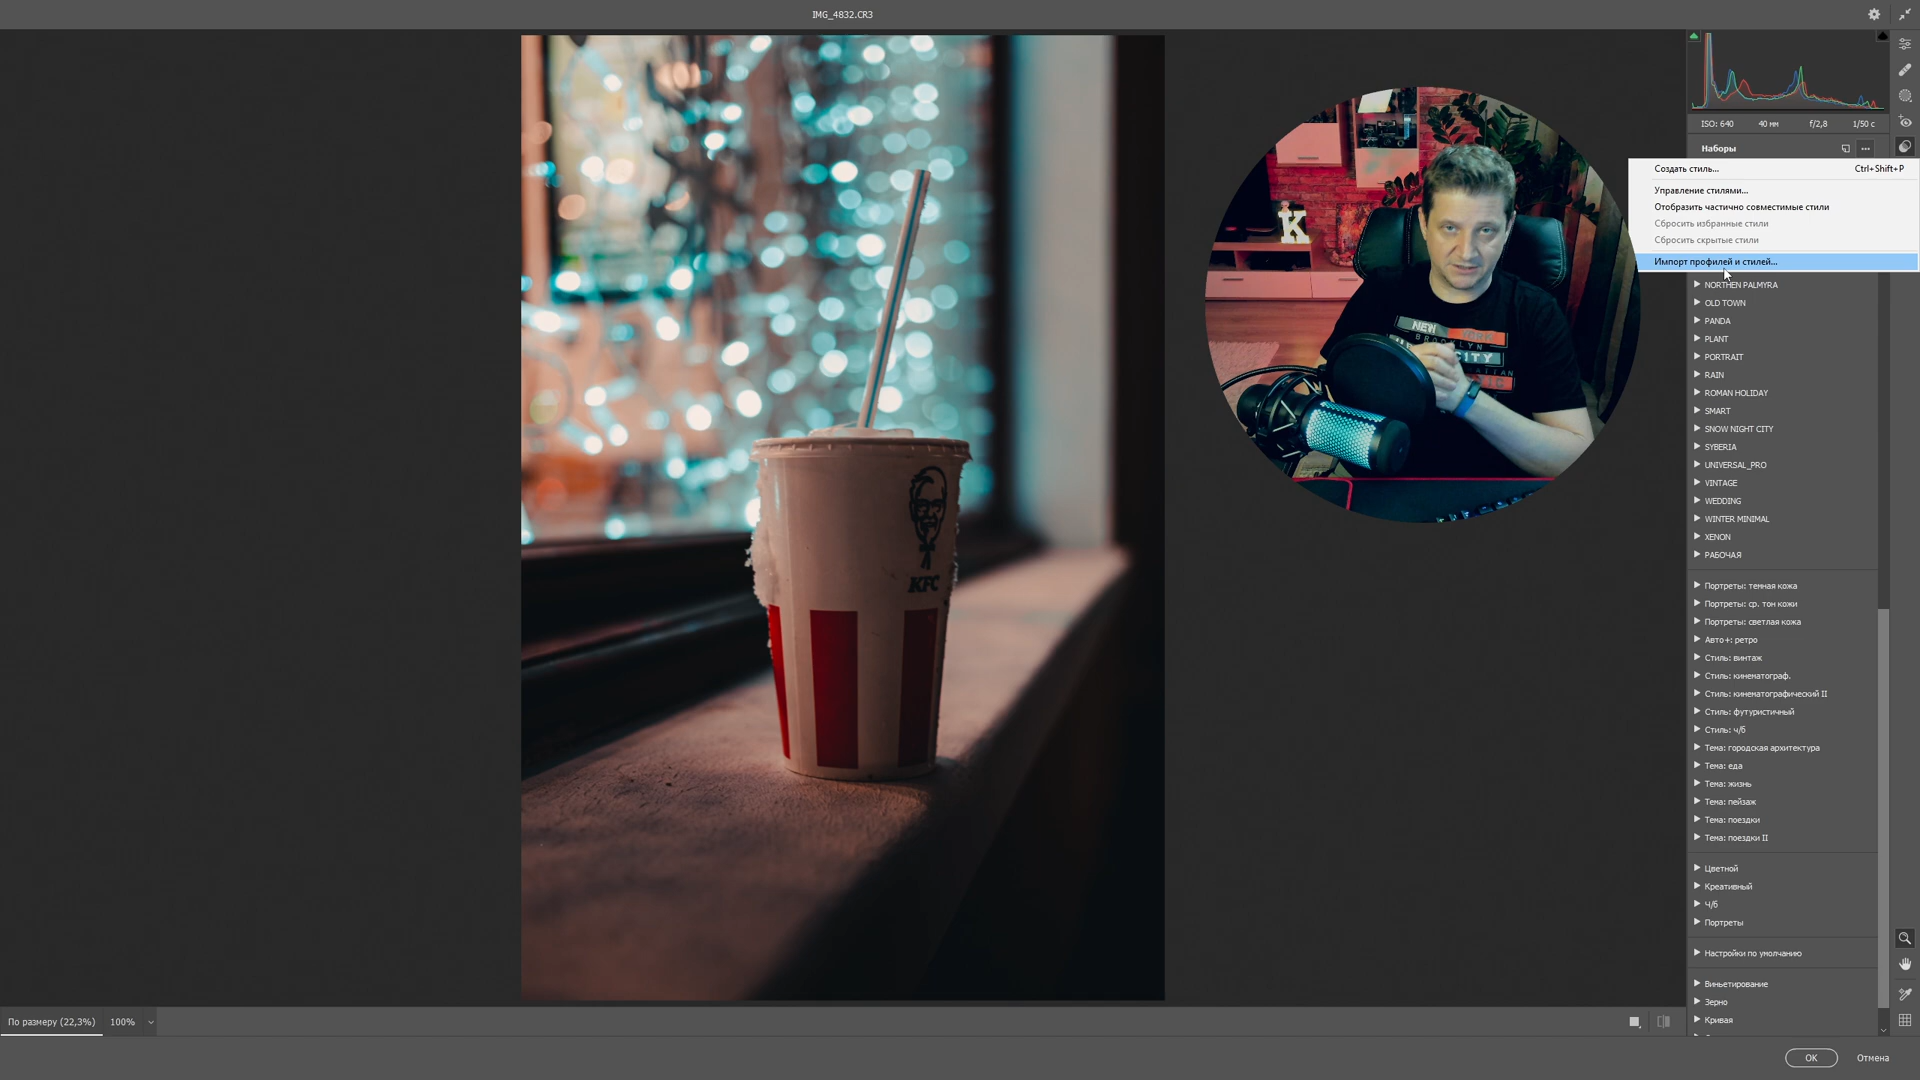 IMG_4832.CR3
ISO: 640 40 мм f/2,8 1/50 с
Наборы
Создать стиль... Ctrl+Shift+P
Управление стилями...
Отобразить частично совместимые стили
Сбросить избранные стили
Сбросить скрытые стили
Импорт профилей и стилей...
NORTHEN PALMYRA
OLD TOWN
PANDA
PLANT
PORTRAIT
RAIN
ROMAN HOLIDAY
SMART
SNOW NIGHT CITY
SYBERIA
UNIVERSAL_PRO
VINTAGE
WEDDING
WINTER MINIMAL
XENON
РАБОЧАЯ
Портреты: темная кожа
Портреты: ср. тон кожи
Портреты: светлая кожа
Авто+: ретро
Стиль: винтаж
Стиль: кинематограф.
Стиль: кинематографический II
Стиль: футуристичный
Стиль: ч/б
Тема: городская архитектура
Тема: еда
Тема: жизнь
Тема: пейзаж
Тема: поездки
Тема: поездки II
Цветной
Креативный
Ч/б
Портреты
Настройки по умолчанию
Виньетирование
Зерно
Кривая
K
NEW
BROOKLYN
CITY
KFC
По размеру (22,3%) 100%
OK Отмена